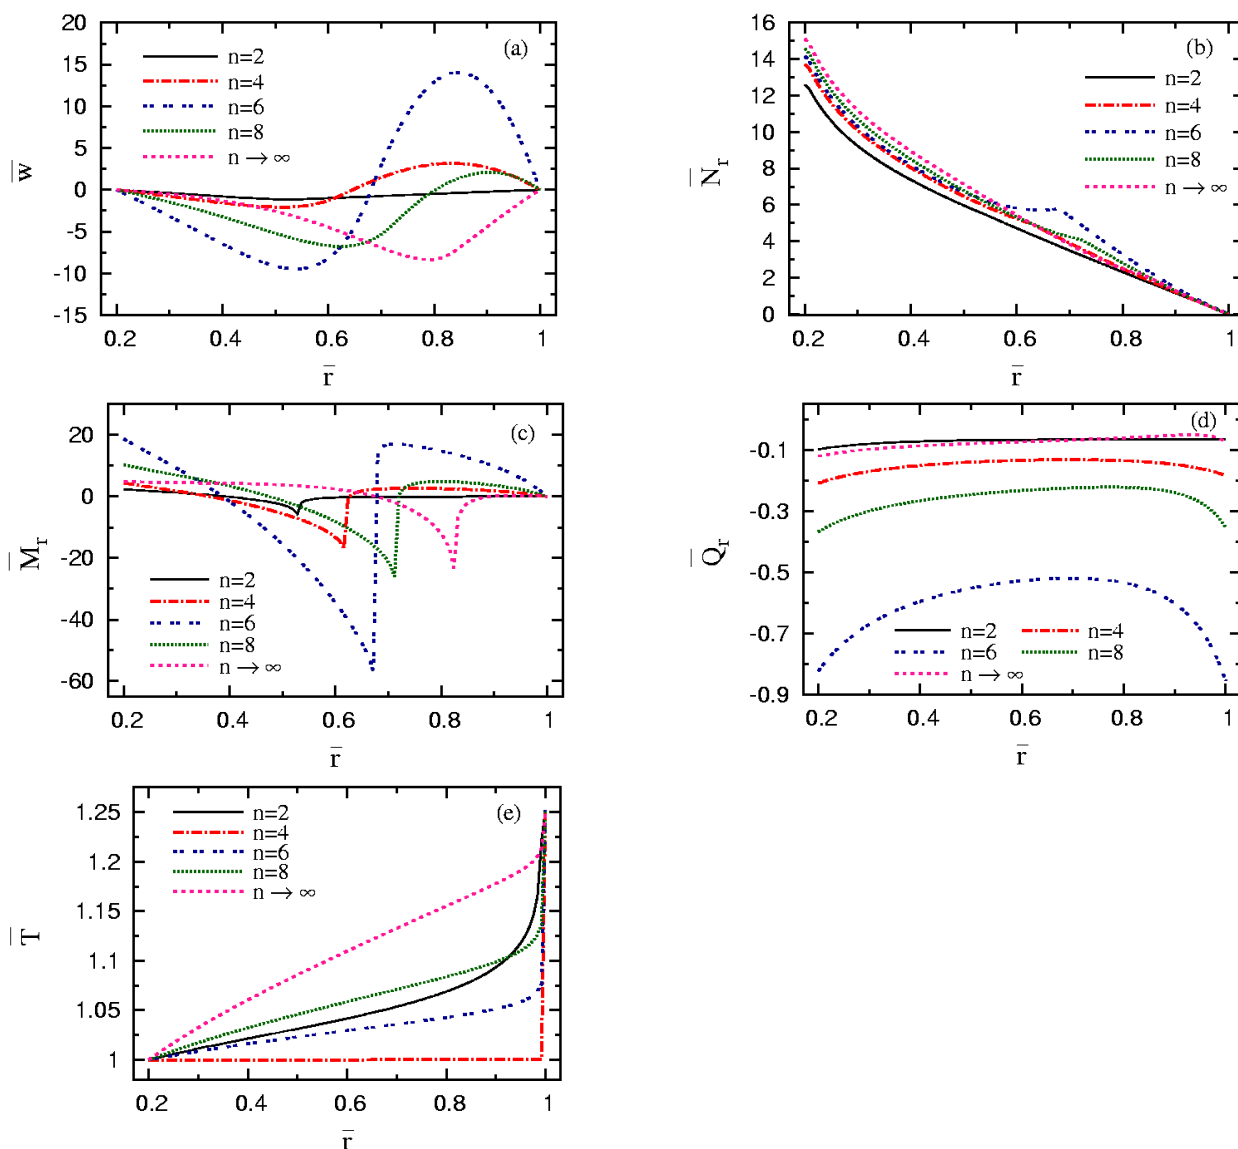 (a)
n=2
n=4
n=6
n=8
n → ∞
20
15
10
5
0
-5
-10
-15
0.2 0.4 0.6 0.8 1
w̅
r̅
(b)
n=2
n=4
n=6
n=8
n → ∞
16
14
12
10
8
6
4
2
0
0.2 0.4 0.6 0.8 1
N̅r
r̅
(c)
20
0
-20
-40
-60
n=2
n=4
n=6
n=8
n → ∞
0.2 0.4 0.6 0.8 1
M̅r
r̅
(d)
-0.1
-0.3
-0.5
-0.7
-0.9
n=2 n=4
n=6 n=8
n → ∞
0.2 0.4 0.6 0.8 1
Q̅r
r̅
(e)
n=2
n=4
n=6
n=8
n → ∞
1.25
1.2
1.15
1.1
1.05
1
0.2 0.4 0.6 0.8 1
T̅
r̅